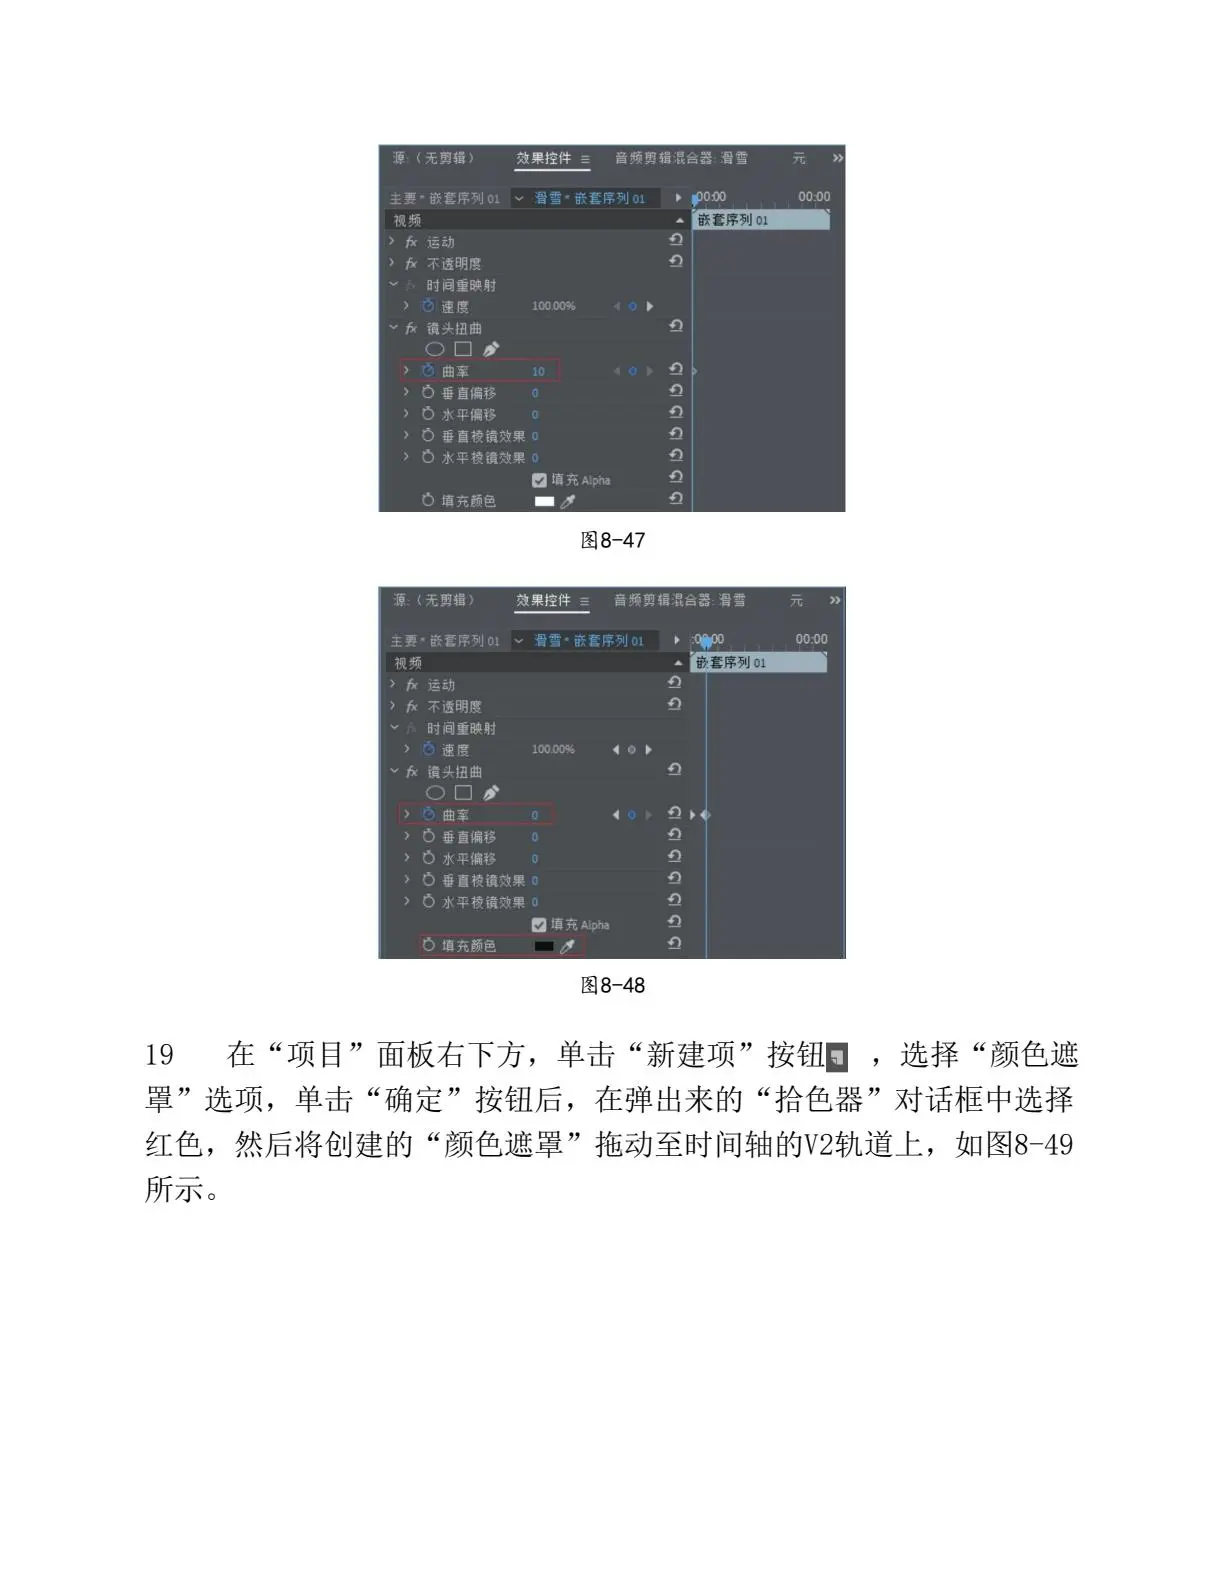 源:（无剪辑） 效果控件 音频剪辑混合器: 滑雪 元 »
主要 * 嵌套序列 01 滑雪 * 嵌套序列 01 :00:00 00:00
视频 嵌套序列 01
fx 运动
fx 不透明度
fx 时间重映射
速度 100.00%
fx 镜头扭曲
曲率 10
垂直偏移 0
水平偏移 0
垂直棱镜效果 0
水平棱镜效果 0
填充 Alpha
填充颜色
图8-47
源:（无剪辑） 效果控件 音频剪辑混合器: 滑雪 元 »
主要 * 嵌套序列 01 滑雪 * 嵌套序列 01 :00:00 00:00
视频 嵌套序列 01
fx 运动
fx 不透明度
fx 时间重映射
速度 100.00%
fx 镜头扭曲
曲率 0
垂直偏移 0
水平偏移 0
垂直棱镜效果 0
水平棱镜效果 0
填充 Alpha
填充颜色
图8-48
19 在“项目”面板右下方，单击“新建项”按钮 ，选择“颜色遮
罩”选项，单击“确定”按钮后，在弹出来的“拾色器”对话框中选择
红色，然后将创建的“颜色遮罩”拖动至时间轴的V2轨道上，如图8-49
所示。